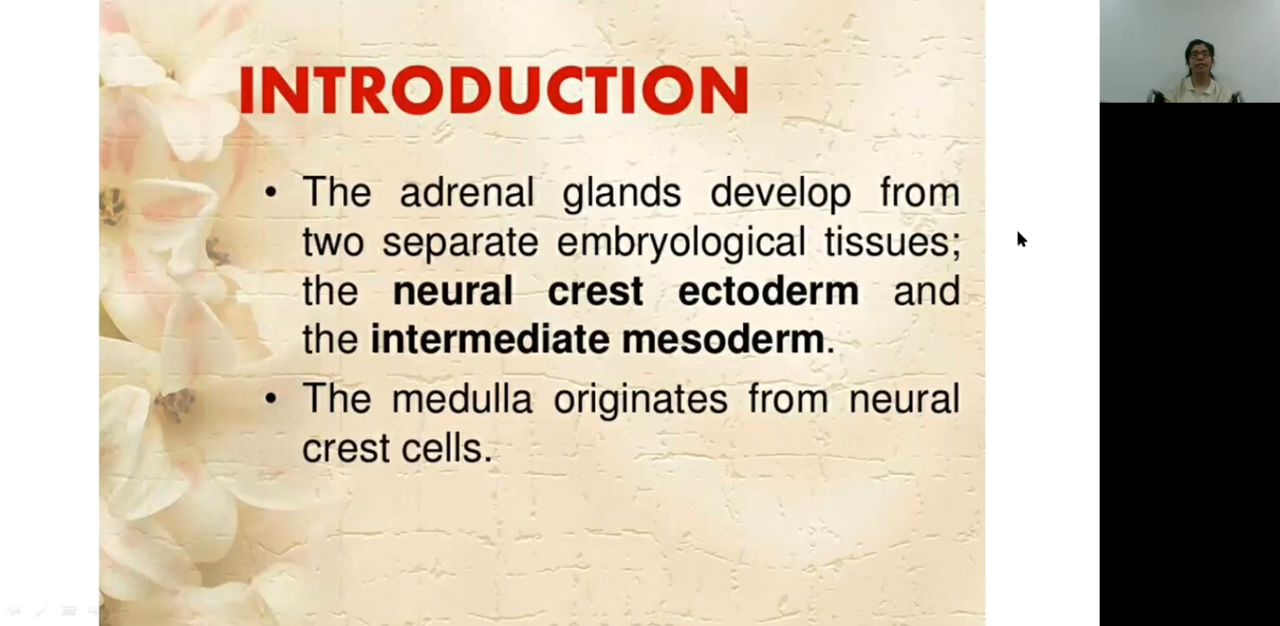 INTRODUCTION
• The adrenal glands develop from
two separate embryological tissues;
the neural crest ectoderm and
the intermediate mesoderm.
• The medulla originates from neural
crest cells.